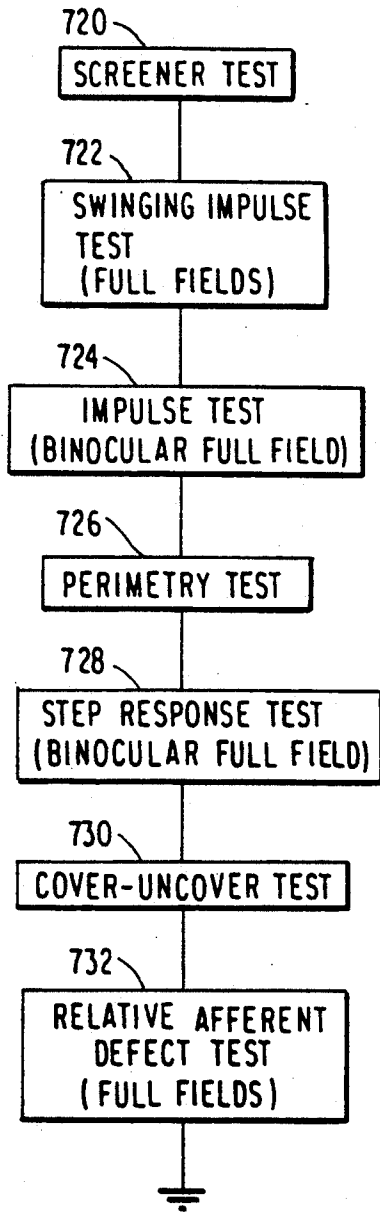 720
SCREENER TEST
722
SWINGING IMPULSE
TEST
(FULL FIELDS)
724
IMPULSE TEST
(BINOCULAR FULL FIELD)
726
PERIMETRY TEST
728
STEP RESPONSE TEST
(BINOCULAR FULL FIELD)
730
COVER-UNCOVER TEST
732
RELATIVE AFFERENT
DEFECT TEST
(FULL FIELDS)